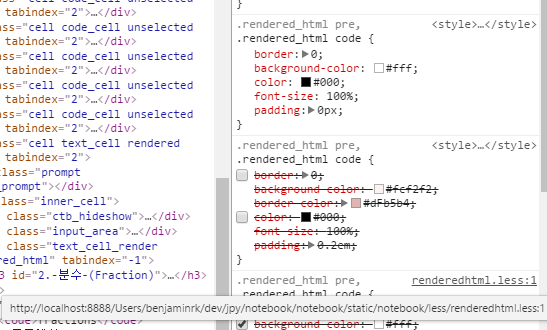 class="cell code_cell unselected
tabindex="2">…</div>
class="cell code_cell unselected
tabindex="2">…</div>
class="cell code_cell unselected
tabindex="2">…</div>
class="cell code_cell unselected
tabindex="2">…</div>
class="cell code_cell unselected
tabindex="2">…</div>
class="cell text_cell rendered
tabindex="2">
class="prompt
_prompt"></div>
class="inner_cell">
class="ctb_hideshow">…</div>
class="input_area">…</div>
class="text_cell_render
ed_html" tabindex="-1">
3 id="2.-분수-(Fraction)">…</h3>
<code>Fractions</code>
}
.rendered_html pre, <style>…</style>
.rendered_html code {
border: 0;
background-color: #fff;
color: #000;
font-size: 100%;
padding: 0px;
}
.rendered_html pre, <style>…</style>
.rendered_html code {
border: 0;
background-color: #fcf2f2;
border-color: #dFb5b4;
color: #000;
font-size: 100%;
padding: 0.2em;
}
.rendered_html pre, renderedhtml.less:1
http://localhost:8888/Users/benjaminrk/dev/jpy/notebook/notebook/static/notebook/less/renderedhtml.less:1
background-color: #fff;